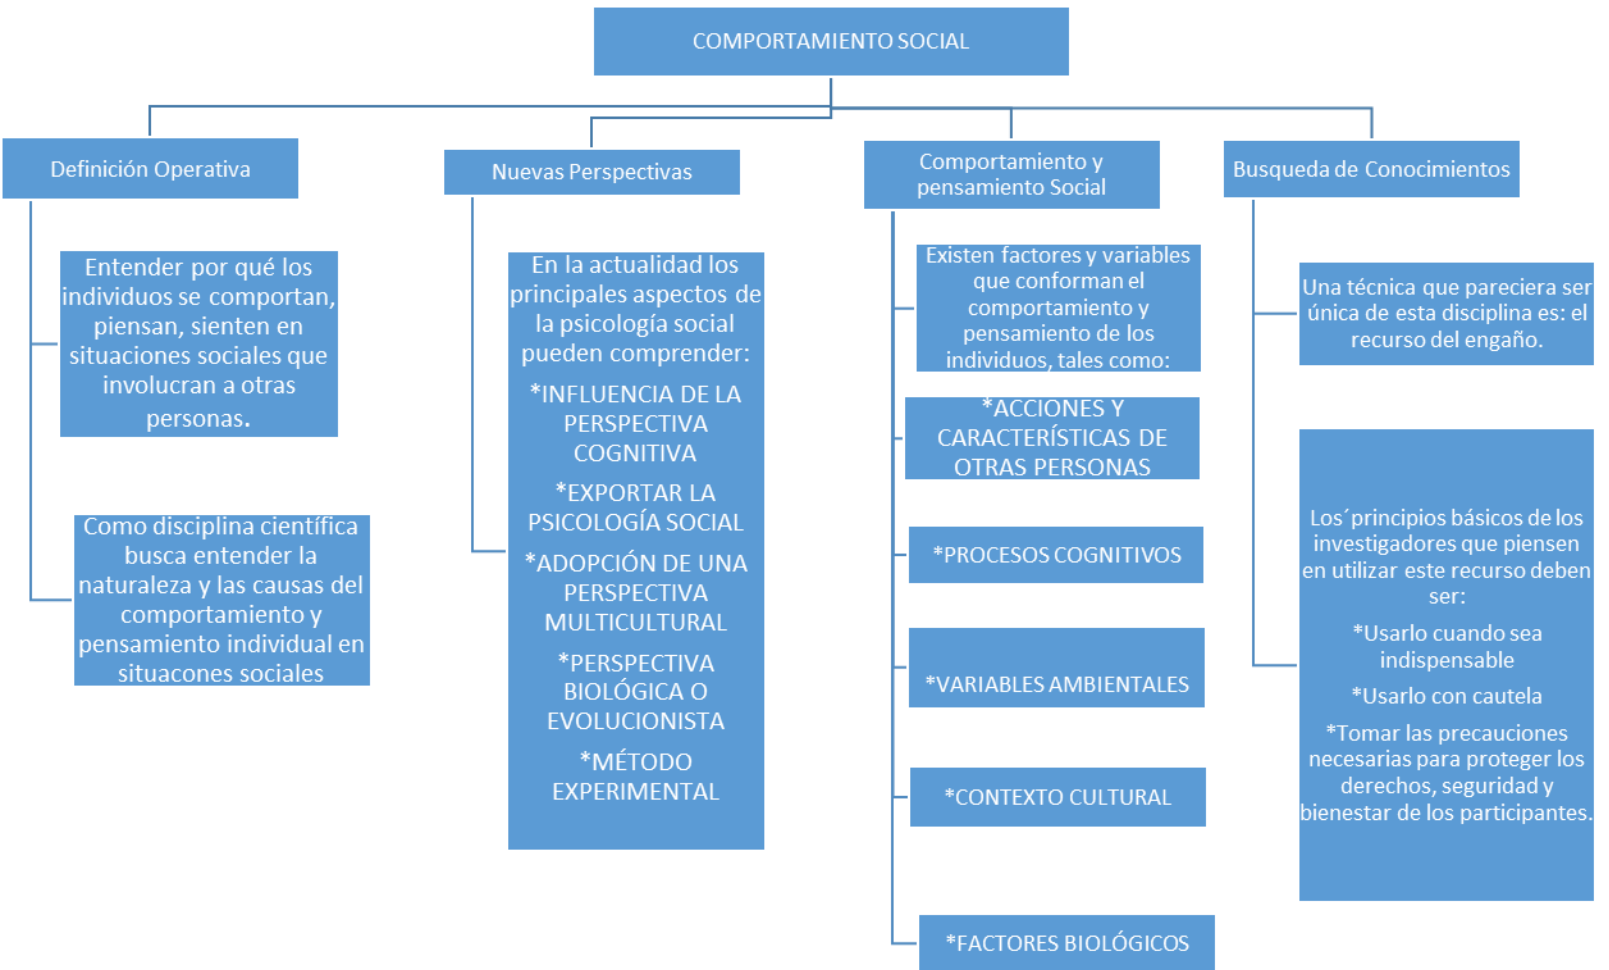 COMPORTAMIENTO SOCIAL
Definición Operativa
Entender por qué los
individuos se comportan,
piensan, sienten en
situaciones sociales que
involucran a otras
personas.
Como disciplina científica
busca entender la
naturaleza y las causas del
comportamiento y
pensamiento individual en
situacones sociales
Nuevas Perspectivas
En la actualidad los
principales aspectos de
la psicología social
pueden comprender:
*INFLUENCIA DE LA
PERSPECTIVA
COGNITIVA
*EXPORTAR LA
PSICOLOGÍA SOCIAL
*ADOPCIÓN DE UNA
PERSPECTIVA
MULTICULTURAL
*PERSPECTIVA
BIOLÓGICA O
EVOLUCIONISTA
*MÉTODO
EXPERIMENTAL
Comportamiento y
pensamiento Social
Existen factores y variables
que conforman el
comportamiento y
pensamiento de los
individuos, tales como:
*ACCIONES Y
CARACTERÍSTICAS DE
OTRAS PERSONAS
*PROCESOS COGNITIVOS
*VARIABLES AMBIENTALES
*CONTEXTO CULTURAL
*FACTORES BIOLÓGICOS
Busqueda de Conocimientos
Una técnica que pareciera ser
única de esta disciplina es: el
recurso del engaño.
Los´principios básicos de los
investigadores que piensen
en utilizar este recurso deben
ser:
*Usarlo cuando sea
indispensable
*Usarlo con cautela
*Tomar las precauciones
necesarias para proteger los
derechos, seguridad y
bienestar de los participantes.